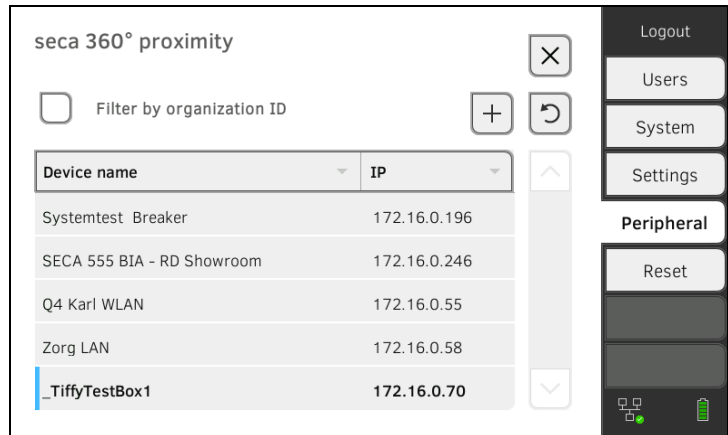 seca 360° proximity
Filter by organization ID
Device name IP
Systemtest Breaker 172.16.0.196
SECA 555 BIA - RD Showroom 172.16.0.246
Q4 Karl WLAN 172.16.0.55
Zorg LAN 172.16.0.58
_TiffyTestBox1 172.16.0.70
Logout
Users
System
Settings
Peripheral
Reset